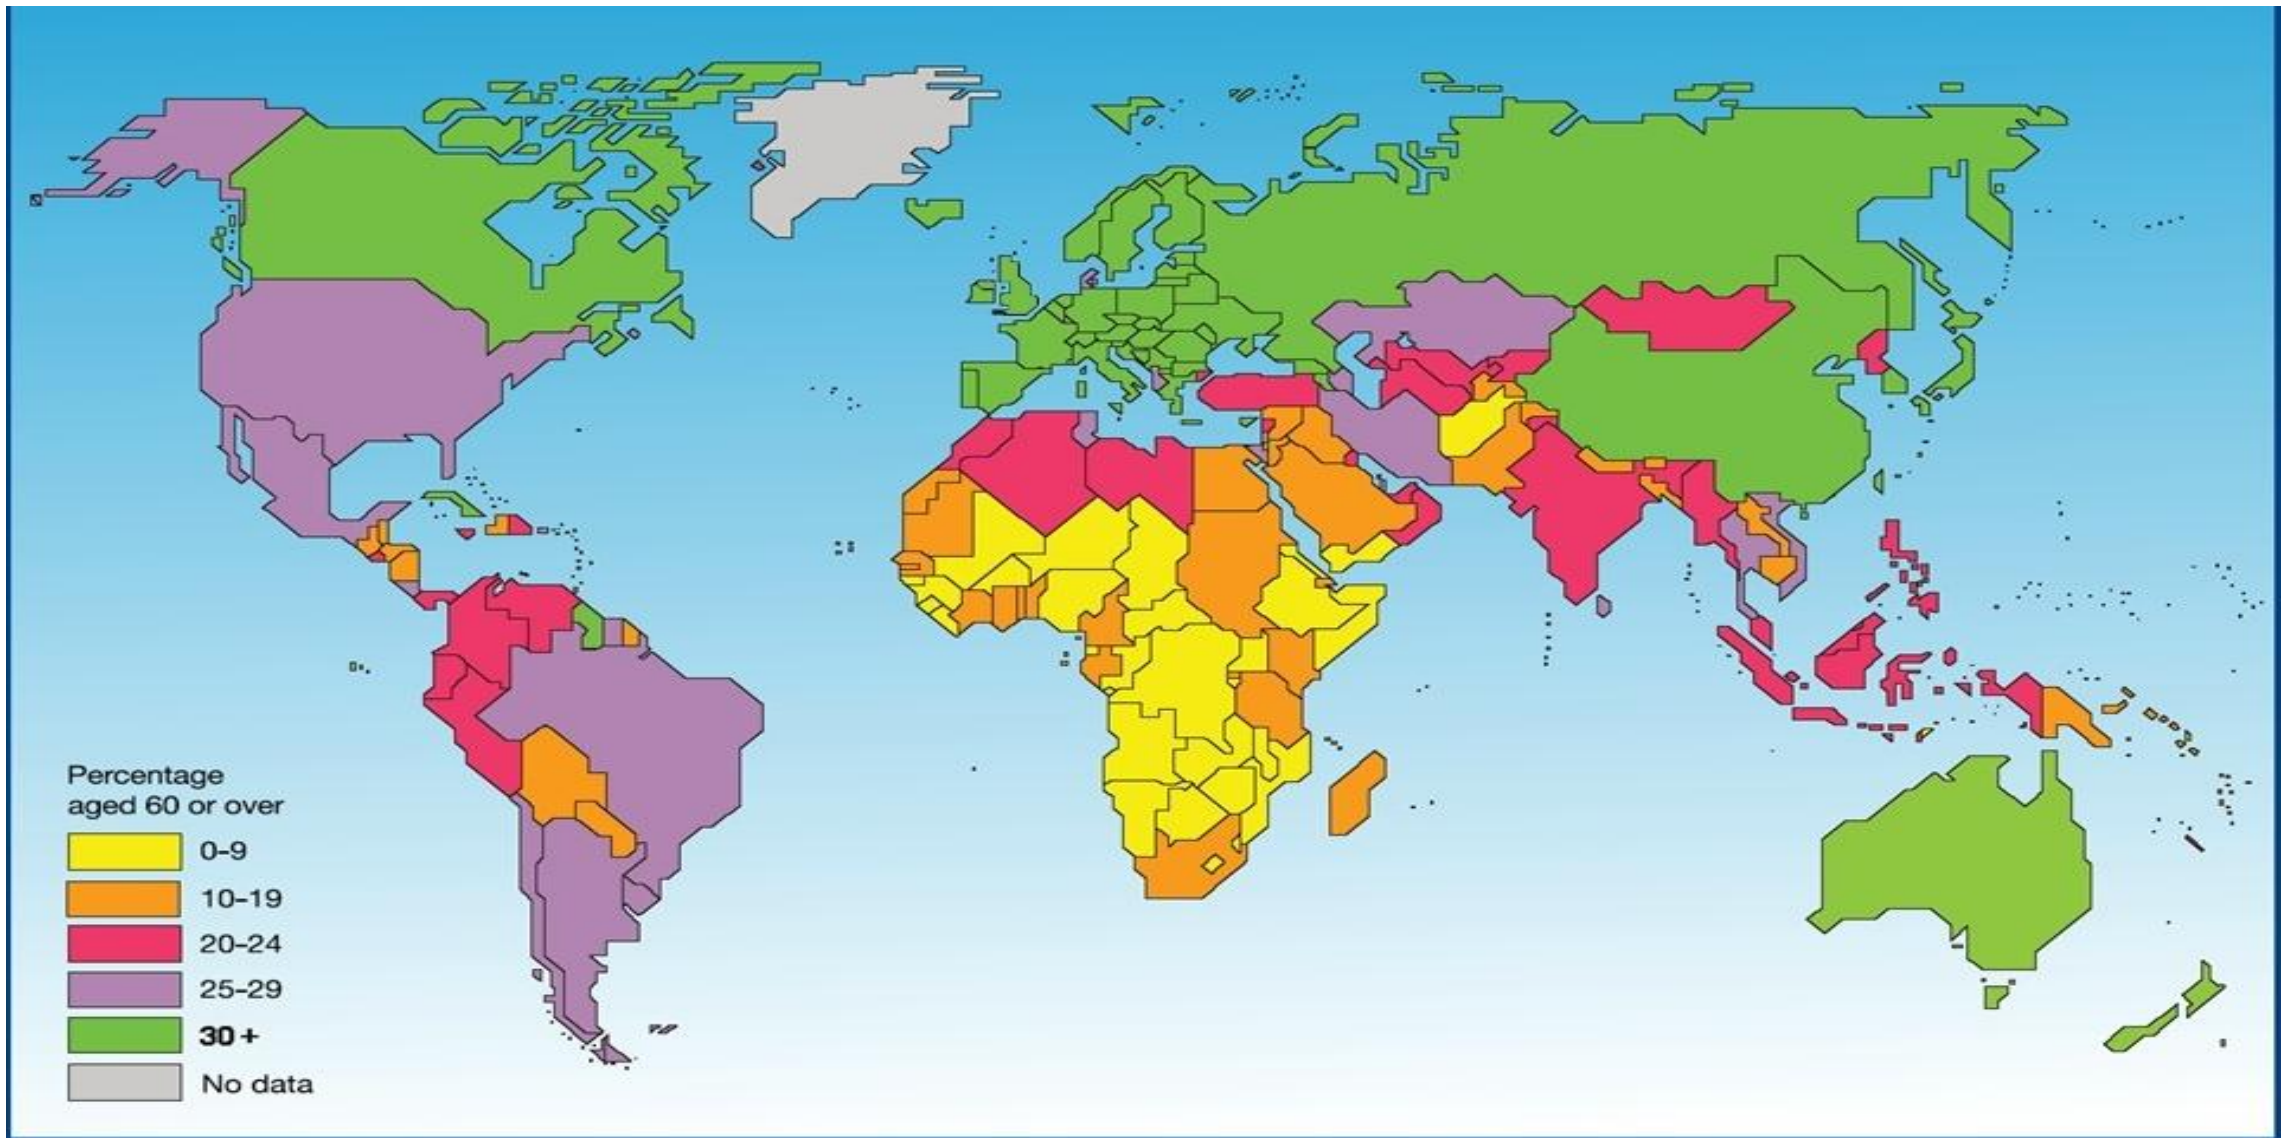 Percentage
aged 60 or over
0–9
10–19
20–24
25–29
30+
No data